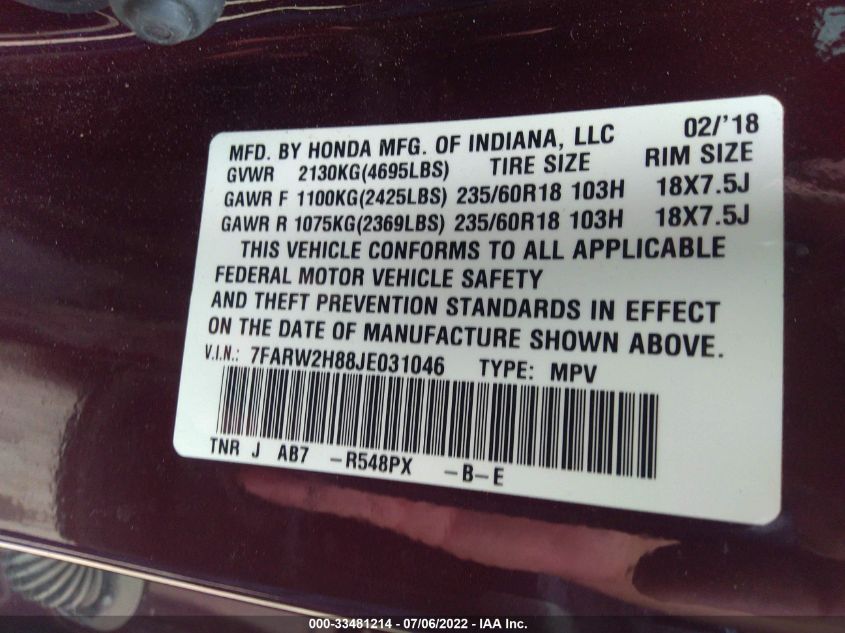 MFD. BY HONDA MFG. OF INDIANA, LLC 02/'18
GVWR 2130KG(4695LBS) TIRE SIZE RIM SIZE
GAWR F 1100KG(2425LBS) 235/60R18 103H 18X7.5J
GAWR R 1075KG(2369LBS) 235/60R18 103H 18X7.5J
THIS VEHICLE CONFORMS TO ALL APPLICABLE
FEDERAL MOTOR VEHICLE SAFETY
AND THEFT PREVENTION STANDARDS IN EFFECT
ON THE DATE OF MANUFACTURE SHOWN ABOVE.
V.I.N.: 7FARW2H88JE031046 TYPE: MPV
TNR J AB7 -R548PX -B-E
000-33481214 - 07/06/2022 - IAA Inc.